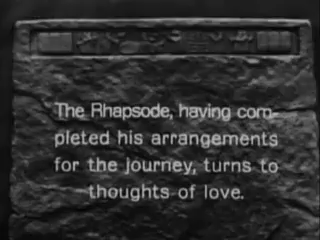 The Rhapsode, having com-
pleted his arrangements
for the journey, turns to
thoughts of love.